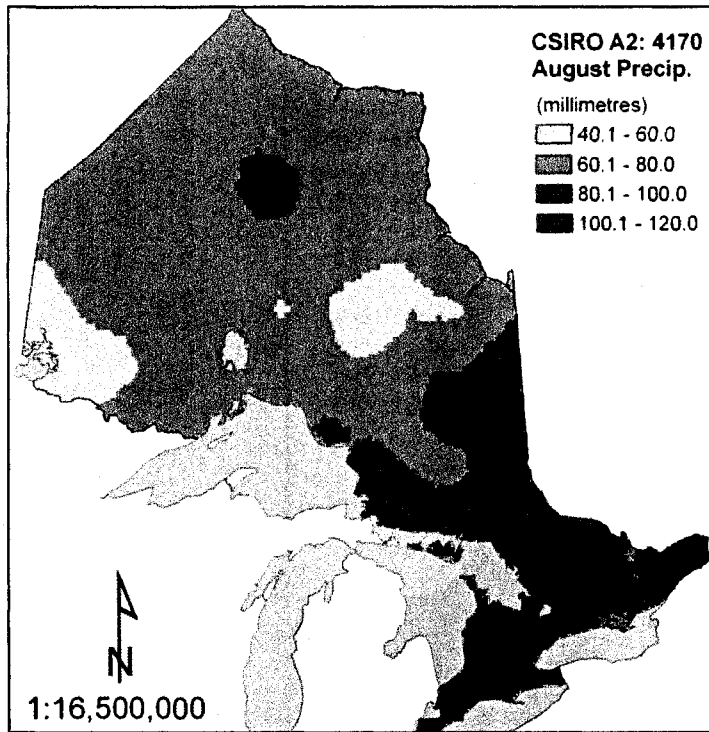 CSIRO A2: 4170
August Precip.
(millimetres)
40.1 - 60.0
60.1 - 80.0
80.1 - 100.0
100.1 - 120.0
N
1:16,500,000